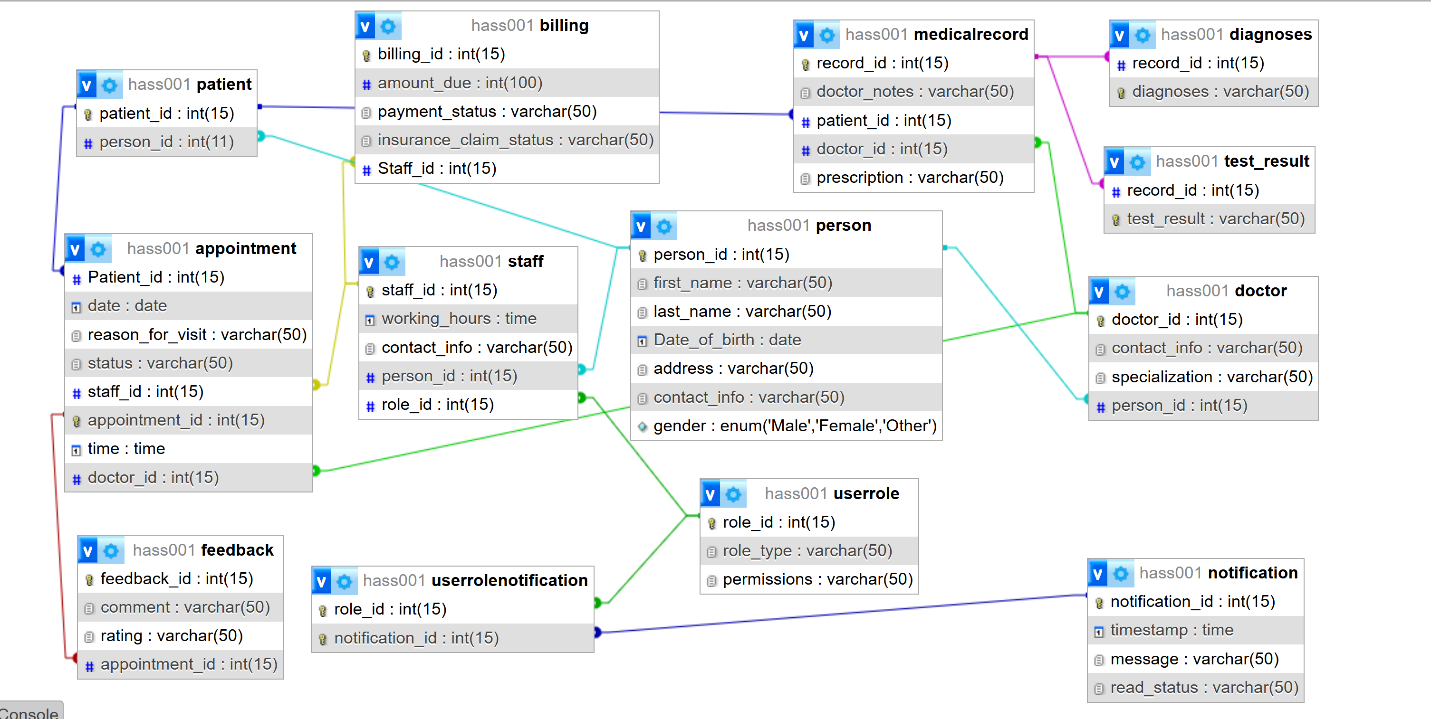 hass001 billing
billing_id : int(15)
amount_due : int(100)
payment_status : varchar(50)
insurance_claim_status : varchar(50)
Staff_id : int(15)
hass001 medicalrecord
record_id : int(15)
doctor_notes : varchar(50)
patient_id : int(15)
doctor_id : int(15)
prescription : varchar(50)
hass001 diagnoses
record_id : int(15)
diagnoses : varchar(50)
hass001 patient
patient_id : int(15)
person_id : int(11)
hass001 test_result
record_id : int(15)
test_result : varchar(50)
hass001 person
person_id : int(15)
first_name : varchar(50)
last_name : varchar(50)
Date_of_birth : date
address : varchar(50)
contact_info : varchar(50)
gender : enum('Male','Female','Other')
hass001 appointment
Patient_id : int(15)
date : date
reason_for_visit : varchar(50)
status : varchar(50)
staff_id : int(15)
appointment_id : int(15)
time : time
doctor_id : int(15)
hass001 staff
staff_id : int(15)
working_hours : time
contact_info : varchar(50)
person_id : int(15)
role_id : int(15)
hass001 doctor
doctor_id : int(15)
contact_info : varchar(50)
specialization : varchar(50)
person_id : int(15)
hass001 userrole
role_id : int(15)
role_type : varchar(50)
permissions : varchar(50)
hass001 feedback
feedback_id : int(15)
comment : varchar(50)
rating : varchar(50)
appointment_id : int(15)
hass001 userrolenotification
role_id : int(15)
notification_id : int(15)
hass001 notification
notification_id : int(15)
timestamp : time
message : varchar(50)
read_status : varchar(50)
Console